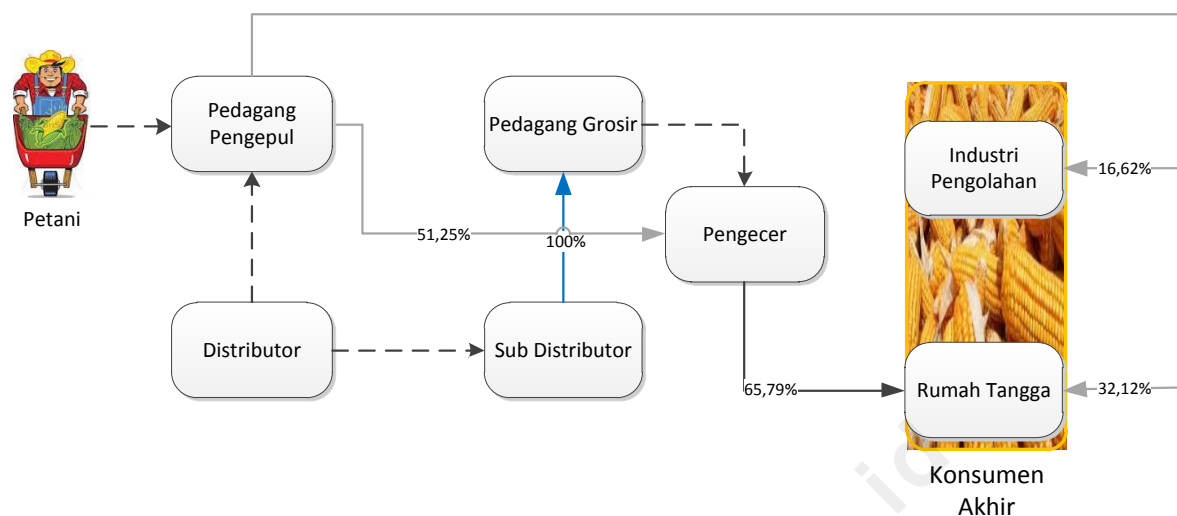 Petani
Pedagang
Pengepul
Pedagang Grosir
Industri
Pengolahan
16,62%
51,25%
100%
Pengecer
Distributor
Sub Distributor
65,79%
Rumah Tangga
32,12%
Konsumen
Akhir